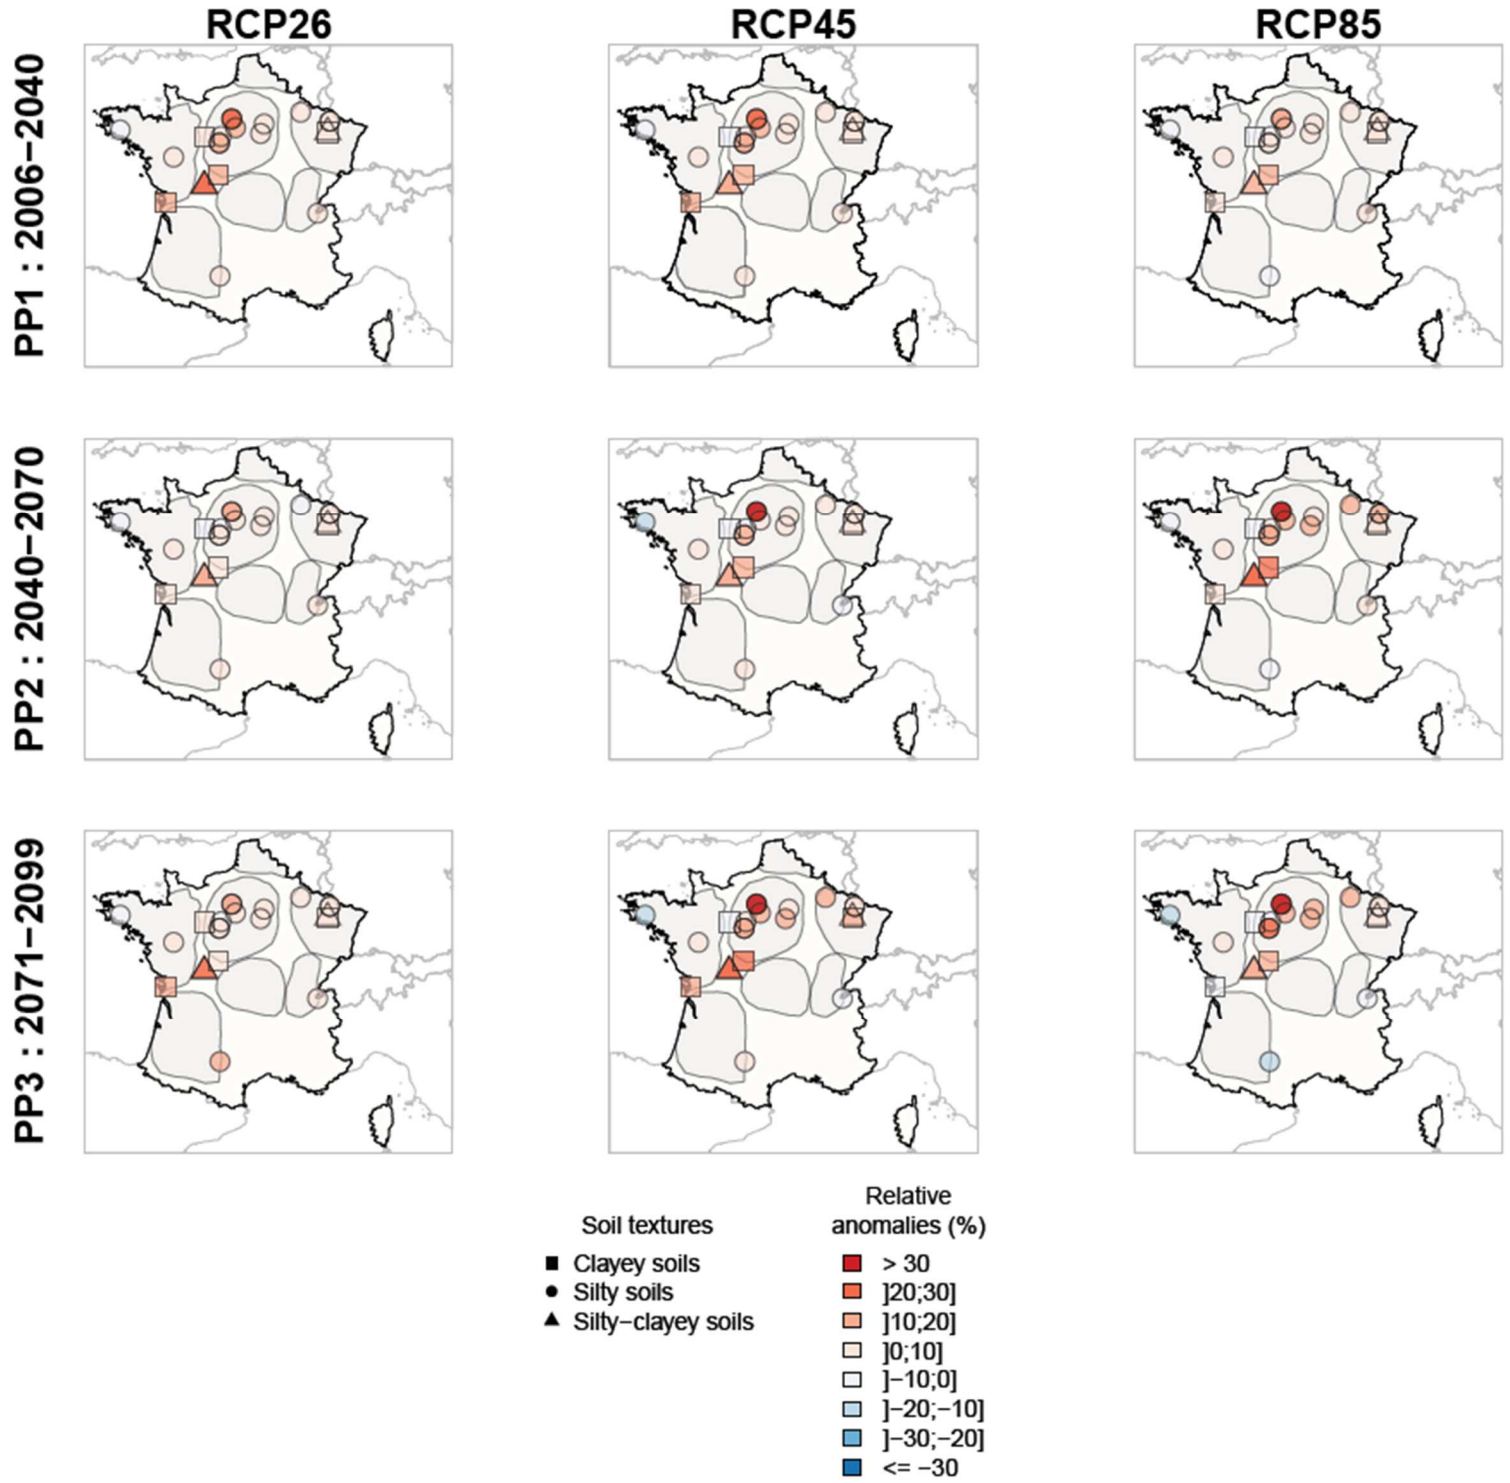 RCP26
RCP45
RCP85
PP1 : 2006−2040
PP2 : 2040−2070
PP3 : 2071−2099
Soil textures
■ Clayey soils
● Silty soils
▲ Silty−clayey soils
Relative
anomalies (%)
> 30
]20;30]
]10;20]
]0;10]
]−10;0]
]−20;−10]
]−30;−20]
<= −30